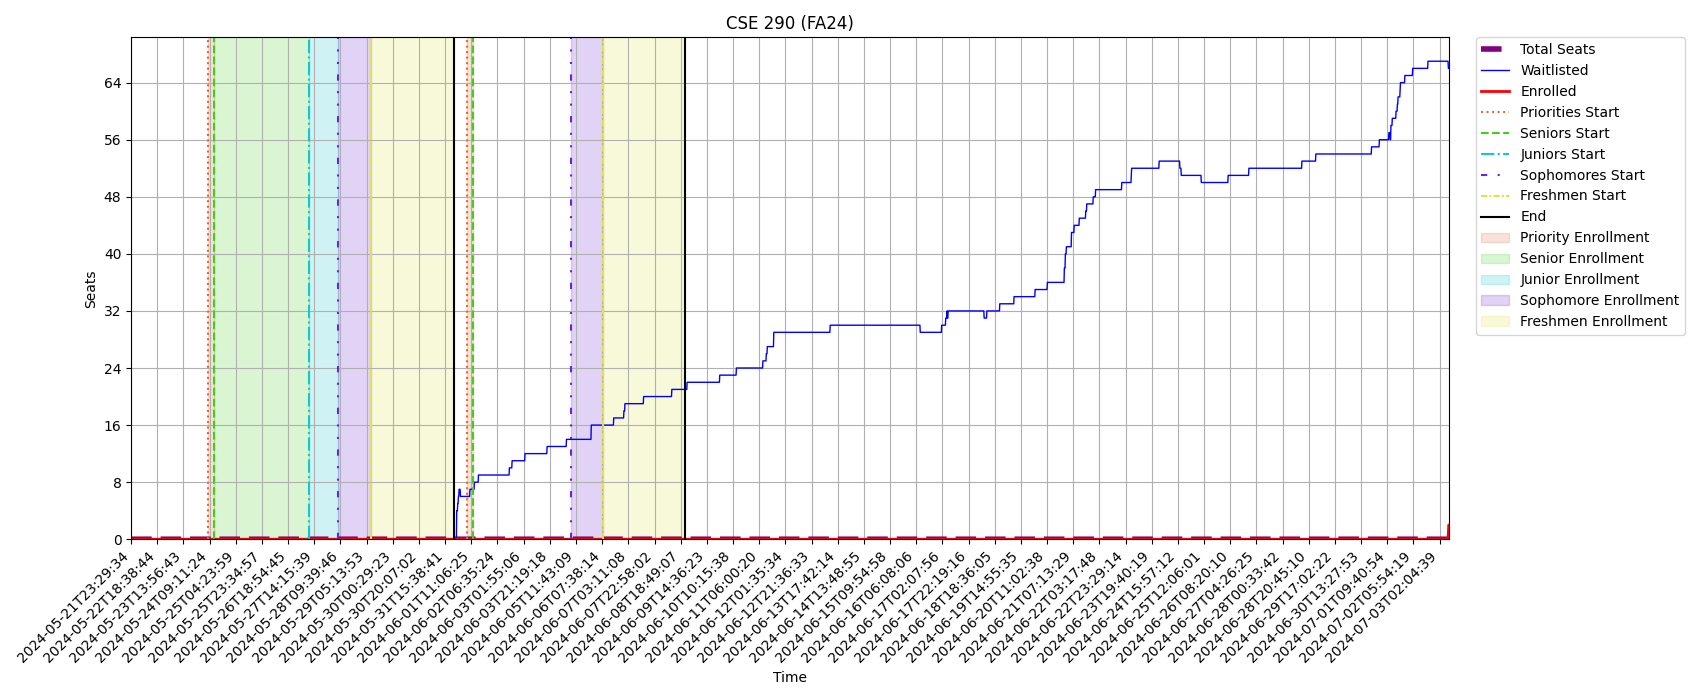 CSE 290 (FA24)
Seats
64
56
48
40
32
24
16
8
0
2024-05-21T23:29:34
2024-05-22T18:38:44
2024-05-23T13:56:43
2024-05-24T09:11:24
2024-05-25T04:23:59
2024-05-25T23:34:57
2024-05-26T18:54:45
2024-05-27T14:15:39
2024-05-28T09:39:46
2024-05-29T05:13:53
2024-05-30T00:29:23
2024-05-30T20:07:02
2024-05-31T15:38:41
2024-06-01T11:06:25
2024-06-02T06:35:24
2024-06-03T01:55:06
2024-06-03T21:19:18
2024-06-05T11:43:09
2024-06-06T07:38:14
2024-06-07T03:11:08
2024-06-07T22:58:02
2024-06-08T18:49:07
2024-06-09T14:36:23
2024-06-10T10:15:38
2024-06-11T06:00:20
2024-06-12T01:35:34
2024-06-12T21:36:33
2024-06-13T17:42:14
2024-06-14T13:48:55
2024-06-15T09:54:58
2024-06-16T06:08:06
2024-06-17T02:07:56
2024-06-17T22:19:16
2024-06-18T18:36:05
2024-06-19T14:55:35
2024-06-20T11:02:38
2024-06-21T07:13:29
2024-06-22T03:17:48
2024-06-22T23:29:14
2024-06-23T19:40:19
2024-06-24T15:57:12
2024-06-25T12:06:01
2024-06-26T08:20:10
2024-06-27T04:26:25
2024-06-28T00:33:42
2024-06-28T20:45:10
2024-06-29T17:02:22
2024-06-30T13:27:53
2024-07-01T09:40:54
2024-07-02T05:54:19
2024-07-03T02:04:39
Time
Total Seats
Waitlisted
Enrolled
Priorities Start
Seniors Start
Juniors Start
Sophomores Start
Freshmen Start
End
Priority Enrollment
Senior Enrollment
Junior Enrollment
Sophomore Enrollment
Freshmen Enrollment